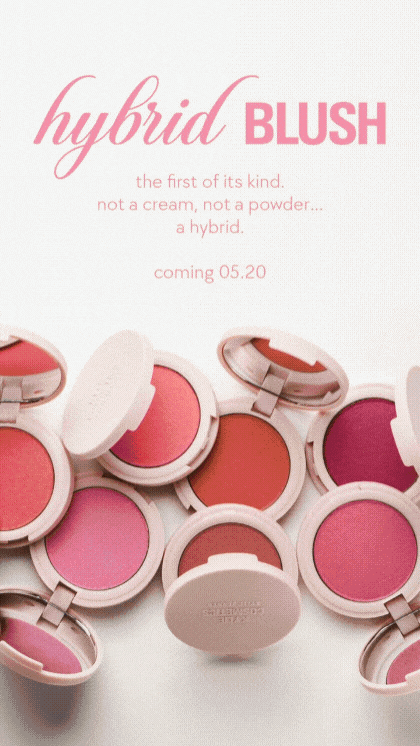 hybrid BLUSH
the first of its kind.
not a cream, not a powder...
a hybrid.
coming 05.20